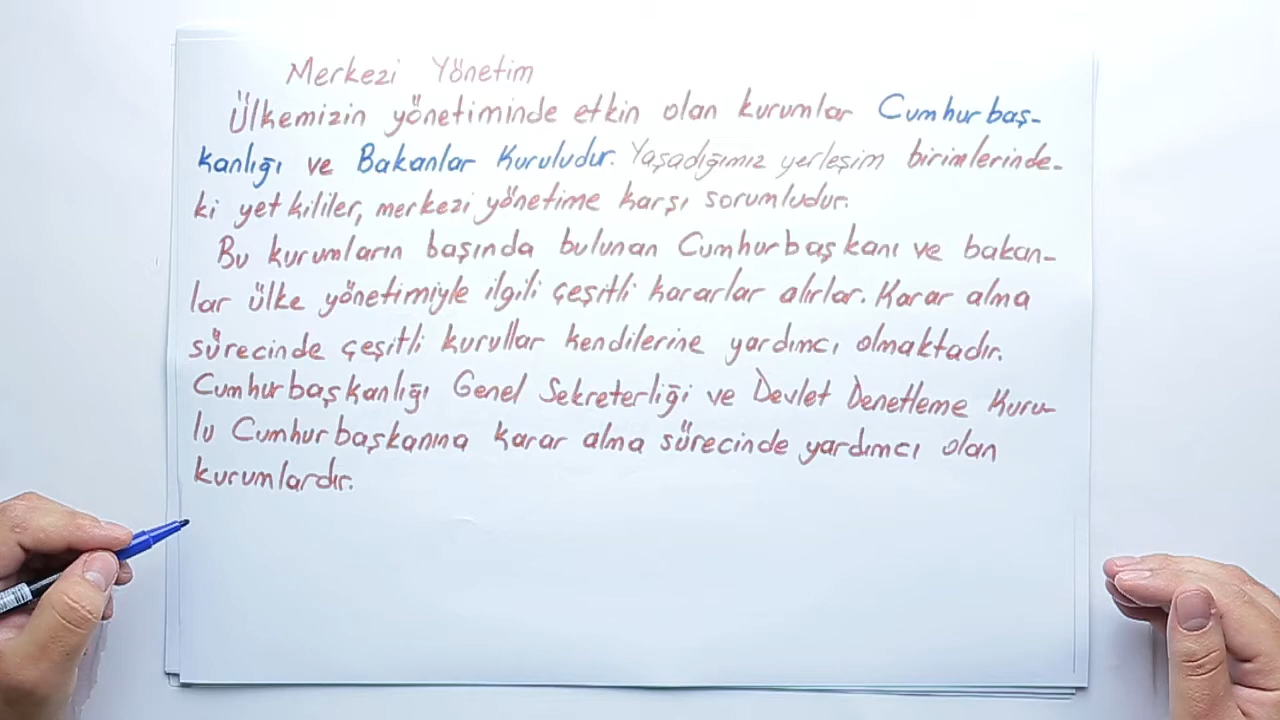 Merkezi Yönetim
Ülkemizin yönetiminde etkin olan kurumlar Cumhurbaş-
kanlığı ve Bakanlar Kuruludur. Yaşadığımız yerleşim birimlerinde-
ki yetkililer, merkezi yönetime karşı sorumludur.
Bu kurumların başında bulunan Cumhurbaşkanı ve bakan-
lar ülke yönetimiyle ilgili çeşitli kararlar alırlar. Karar alma
sürecinde çeşitli kurullar kendilerine yardımcı olmaktadır.
Cumhurbaşkanlığı Genel Sekreterliği ve Devlet Denetleme Kuru-
lu Cumhurbaşkanına karar alma sürecinde yardımcı olan
kurumlardır.